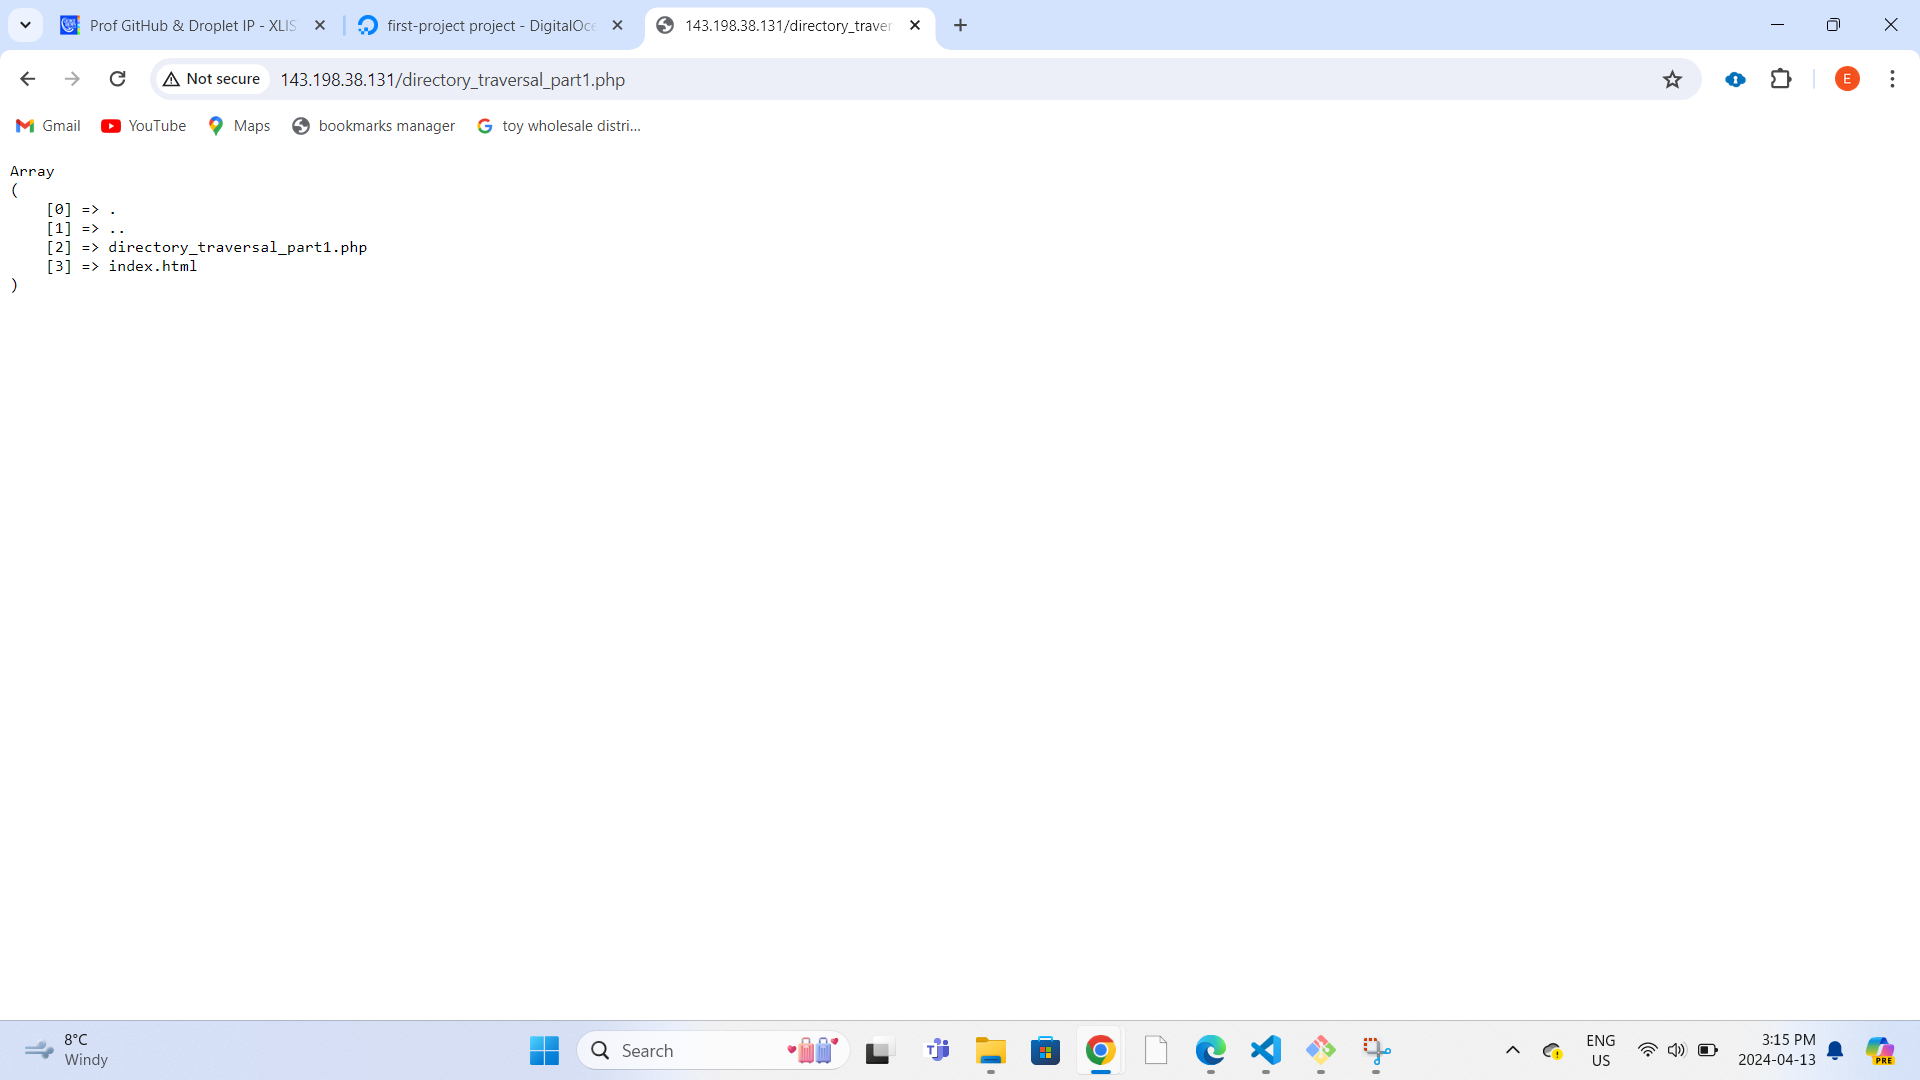 Prof GitHub & Droplet IP - XLIS
first-project project - DigitalOce
143.198.38.131/directory_traver
Not secure
143.198.38.131/directory_traversal_part1.php
E
Gmail
YouTube
Maps
bookmarks manager
toy wholesale distri...
Array
(
    [0] => .
    [1] => ..
    [2] => directory_traversal_part1.php
    [3] => index.html
)
8°C
Windy
Search
ENG
US
3:15 PM
2024-04-13
PRE